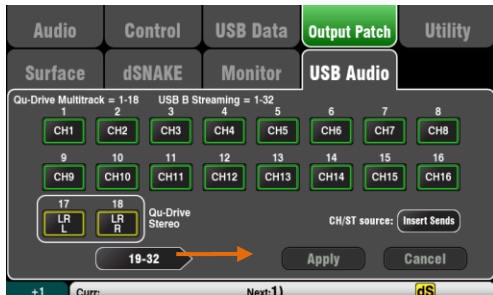 Audio Control USB Data Output Patch Utility
Surface dSNAKE Monitor USB Audio
Qu-Drive Multitrack = 1-18 USB B Streaming = 1-32
1 2 3 4 5 6 7 8
CH1 CH2 CH3 CH4 CH5 CH6 CH7 CH8
9 10 11 12 13 14 15 16
CH9 CH10 CH11 CH12 CH13 CH14 CH15 CH16
17 18
LR L LR R Qu-Drive Stereo CH/ST source: Insert Sends
19-32 Apply Cancel
+1 Curr: Next:1) dS